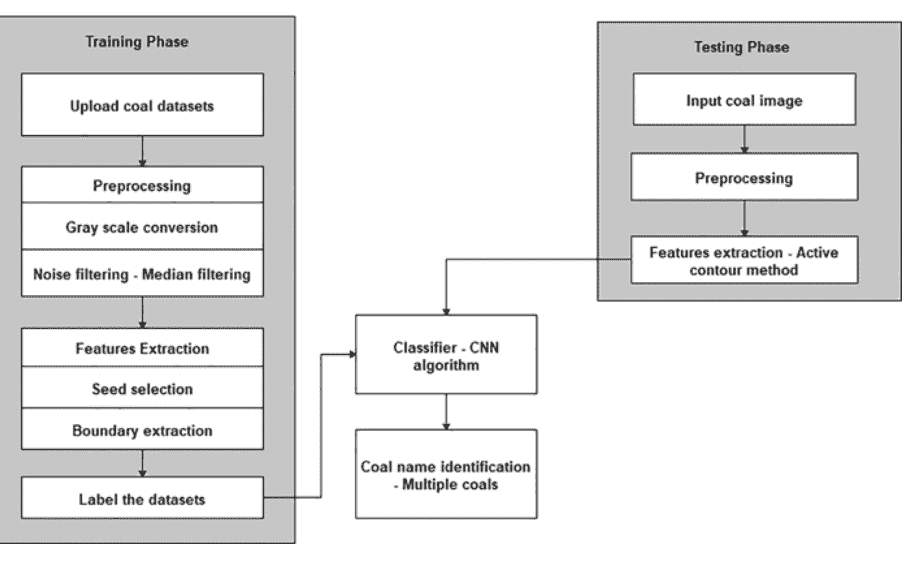 Training Phase
Upload coal datasets
Preprocessing
Gray scale conversion
Noise filtering - Median filtering
Features Extraction
Seed selection
Boundary extraction
Label the datasets
Testing Phase
Input coal image
Preprocessing
Features extraction - Active
contour method
Classifier - CNN
algorithm
Coal name identification
- Multiple coals